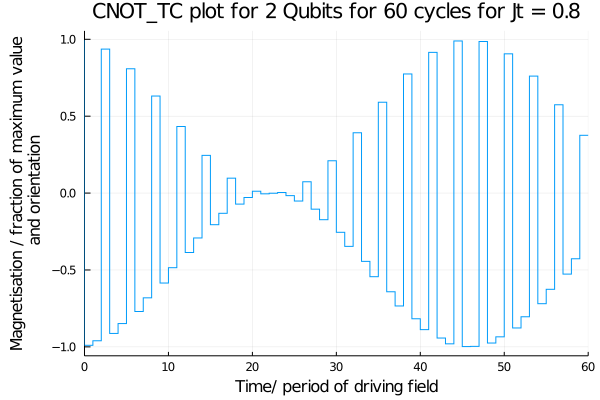 CNOT_TC plot for 2 Qubits for 60 cycles for Jt = 0.8
Magnetisation / fraction of maximum value
and orientation
1.0
0.5
0.0
−0.5
−1.0
0 10 20 30 40 50 60
Time/ period of driving field